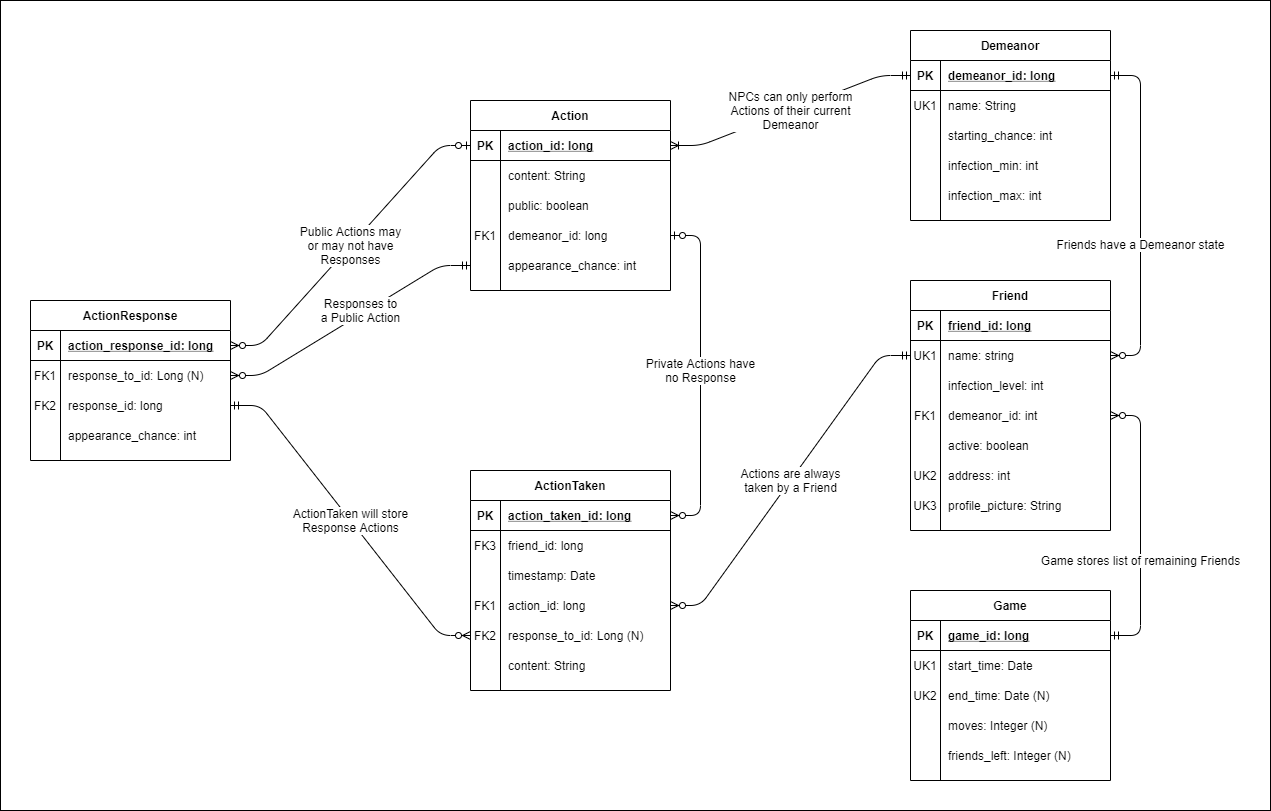 Demeanor
PK demeanor_id: long
UK1 name: String
starting_chance: int
infection_min: int
infection_max: int
NPCs can only perform
Actions of their current
Demeanor
Action
PK action_id: long
content: String
public: boolean
FK1 demeanor_id: long
appearance_chance: int
Public Actions may
or may not have
Responses
Friends have a Demeanor state
Responses to
a Public Action
ActionResponse
PK action_response_id: long
FK1 response_to_id: Long (N)
FK2 response_id: long
appearance_chance: int
Friend
PK friend_id: long
UK1 name: string
infection_level: int
FK1 demeanor_id: int
active: boolean
UK2 address: int
UK3 profile_picture: String
Private Actions have
no Response
Actions are always
taken by a Friend
ActionTaken will store
Response Actions
ActionTaken
PK action_taken_id: long
FK3 friend_id: long
timestamp: Date
FK1 action_id: long
FK2 response_to_id: Long (N)
content: String
Game stores list of remaining Friends
Game
PK game_id: long
UK1 start_time: Date
UK2 end_time: Date (N)
moves: Integer (N)
friends_left: Integer (N)